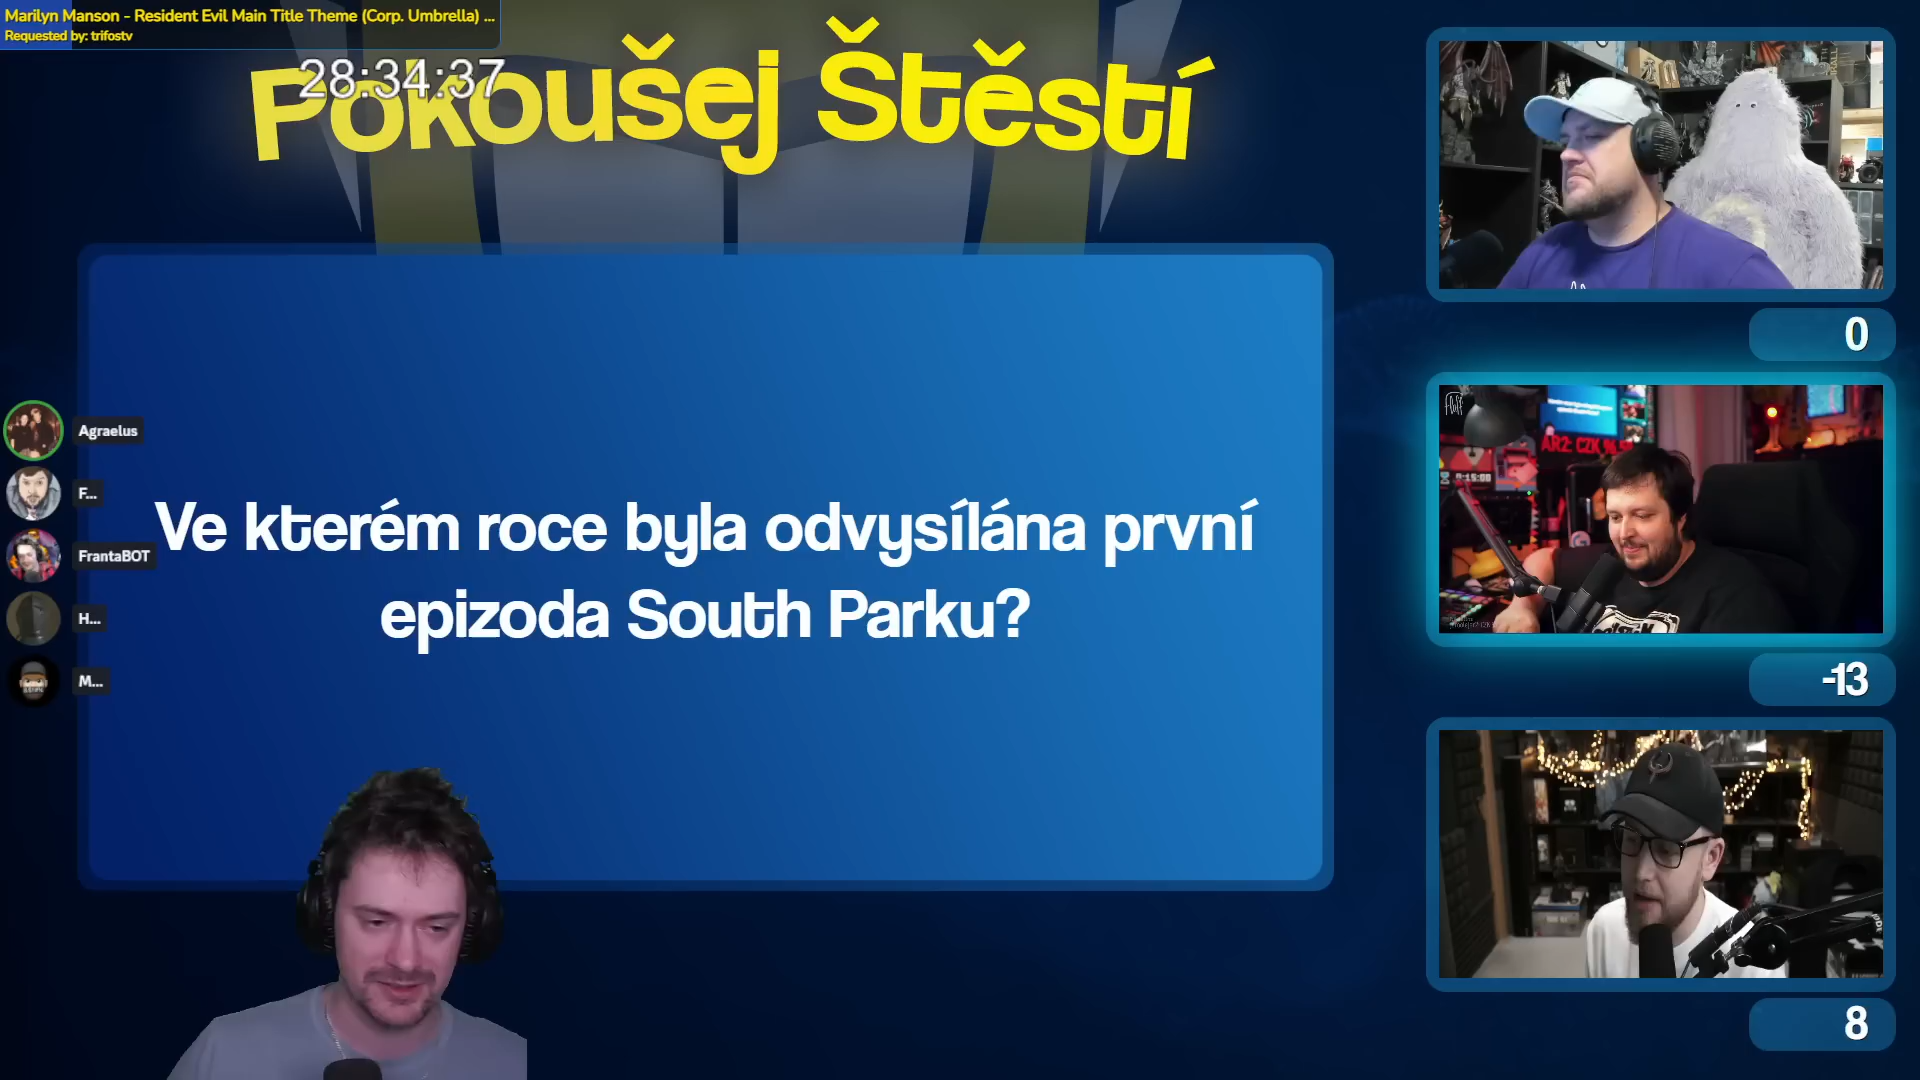 Marilyn Manson - Resident Evil Main Title Theme (Corp. Umbrella) ...
Requested by: trifostv
28:34:37
Pokoušej Štěstí
Agraelus
F...
FrantaBOT
H...
M...
Ve kterém roce byla odvysílána první
epizoda South Parku?
0
-13
8